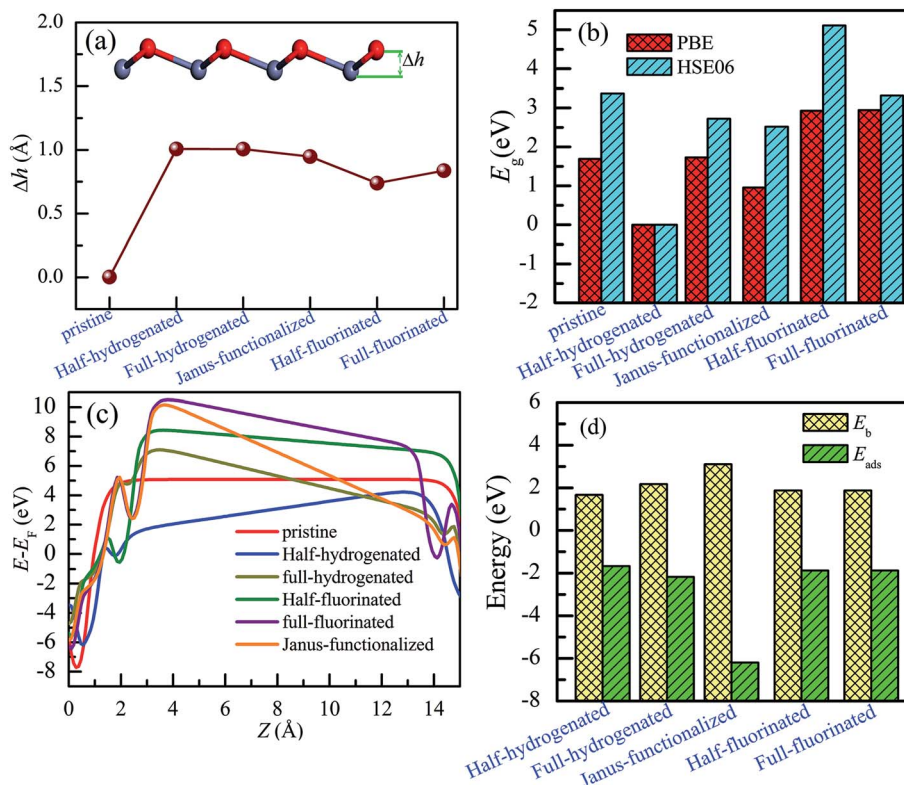 (a)
Δh
Δh (Å)
2.0
1.5
1.0
0.5
0.0
pristine
Half-hydrogenated
Full-hydrogenated
Janus-functionalized
Half-fluorinated
Full-fluorinated
(b)
PBE
HSE06
Eg(eV)
5
4
3
2
1
0
-1
-2
pristine
Half-hydrogenated
Full-hydrogenated
Janus-functionalized
Half-fluorinated
Full-fluorinated
(c)
E-EF (eV)
10
8
6
4
2
0
-2
-4
-6
-8
pristine
Half-hydrogenated
full-hydrogenated
Half-fluorinated
full-fluorinated
Janus-functionalized
0 2 4 6 8 10 12 14
Z (Å)
(d)
Eb
Eads
Energy (eV)
6
4
2
0
-2
-4
-6
-8
Half-hydrogenated
Full-hydrogenated
Janus-functionalized
Half-fluorinated
Full-fluorinated